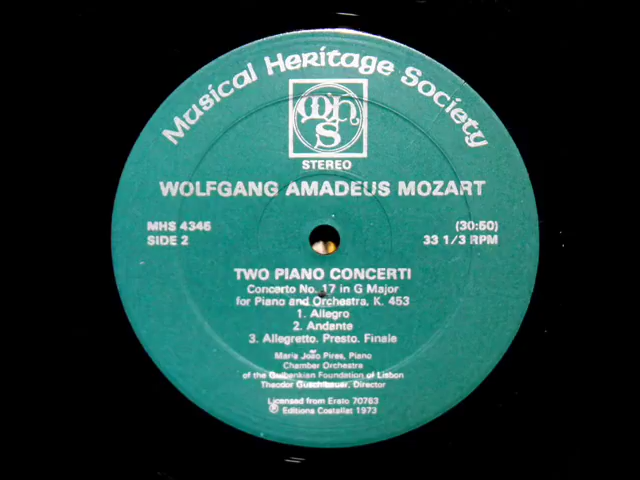 Musical Heritage Society
mhs
STEREO
WOLFGANG AMADEUS MOZART
MHS 4346 (30:50)
SIDE 2 33 1/3 RPM
TWO PIANO CONCERTI
Concerto No. 17 in G Major
for Piano and Orchestra, K. 453
1. Allegro
2. Andante
3. Allegretto. Presto. Finale
Maria João Pires, Piano
Chamber Orchestra
of the Gulbenkian Foundation of Lisbon
Theodor Guschlbauer, Director
Licensed from Erato 70763
℗ Editions Costallat 1973